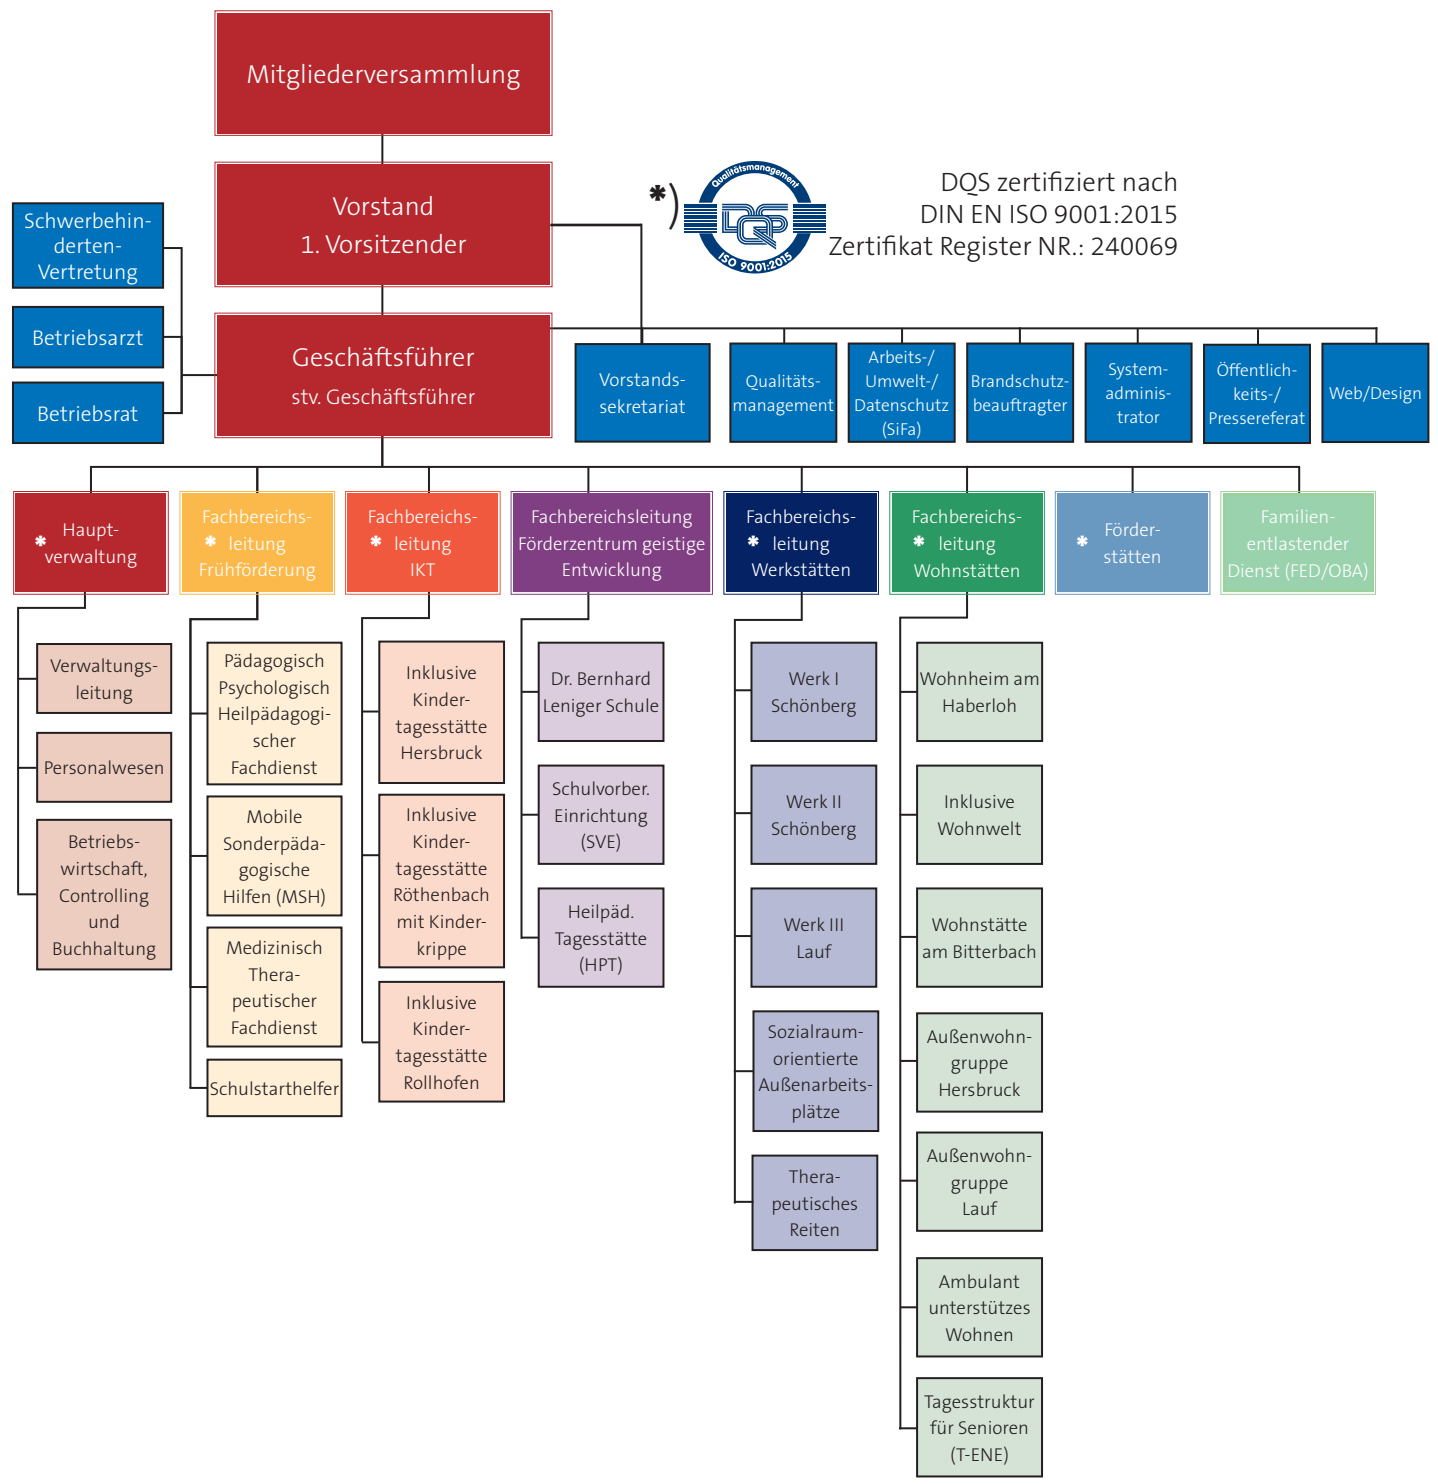 Mitgliederversammlung
Vorstand
1. Vorsitzender
*)
Qualitätsmanagement
DQS
ISO 9001:2015
DQS zertifiziert nach
DIN EN ISO 9001:2015
Zertifikat Register NR.: 240069
Schwerbehin-
derten-
Vertretung
Betriebsarzt
Betriebsrat
Geschäftsführer
stv. Geschäftsführer
Vorstands-
sekretariat
Qualitäts-
management
Arbeits-/
Umwelt-/
Datenschutz
(SiFa)
Brandschutz-
beauftragter
System-
adminis-
trator
Öffentlich-
keits-/
Pressereferat
Web/Design
Haupt-
* verwaltung
Fachbereichs-
* leitung
Frühförderung
Fachbereichs-
* leitung
IKT
Fachbereichsleitung
Förderzentrum geistige
Entwicklung
Fachbereichs-
* leitung
Werkstätten
Fachbereichs-
* leitung
Wohnstätten
* Förder-
stätten
Familien-
entlastender
Dienst (FED/OBA)
Verwaltungs-
leitung
Personalwesen
Betriebs-
wirtschaft,
Controlling
und
Buchhaltung
Pädagogisch
Psychologisch
Heilpädagogi-
scher
Fachdienst
Mobile
Sonderpäda-
gogische
Hilfen (MSH)
Medizinisch
Thera-
peutischer
Fachdienst
Schulstarthelfer
Inklusive
Kinder-
tagesstätte
Hersbruck
Inklusive
Kinder-
tagesstätte
Röthenbach
mit Kinder-
krippe
Inklusive
Kinder-
tagesstätte
Rollhofen
Dr. Bernhard
Leniger Schule
Schulvorber.
Einrichtung
(SVE)
Heilpäd.
Tagesstätte
(HPT)
Werk I
Schönberg
Werk II
Schönberg
Werk III
Lauf
Sozialraum-
orientierte
Außenarbeits-
plätze
Thera-
peutisches
Reiten
Wohnheim am
Haberloh
Inklusive
Wohnwelt
Wohnstätte
am Bitterbach
Außenwohn-
gruppe
Hersbruck
Außenwohn-
gruppe
Lauf
Ambulant
unterstützes
Wohnen
Tagesstruktur
für Senioren
(T-ENE)